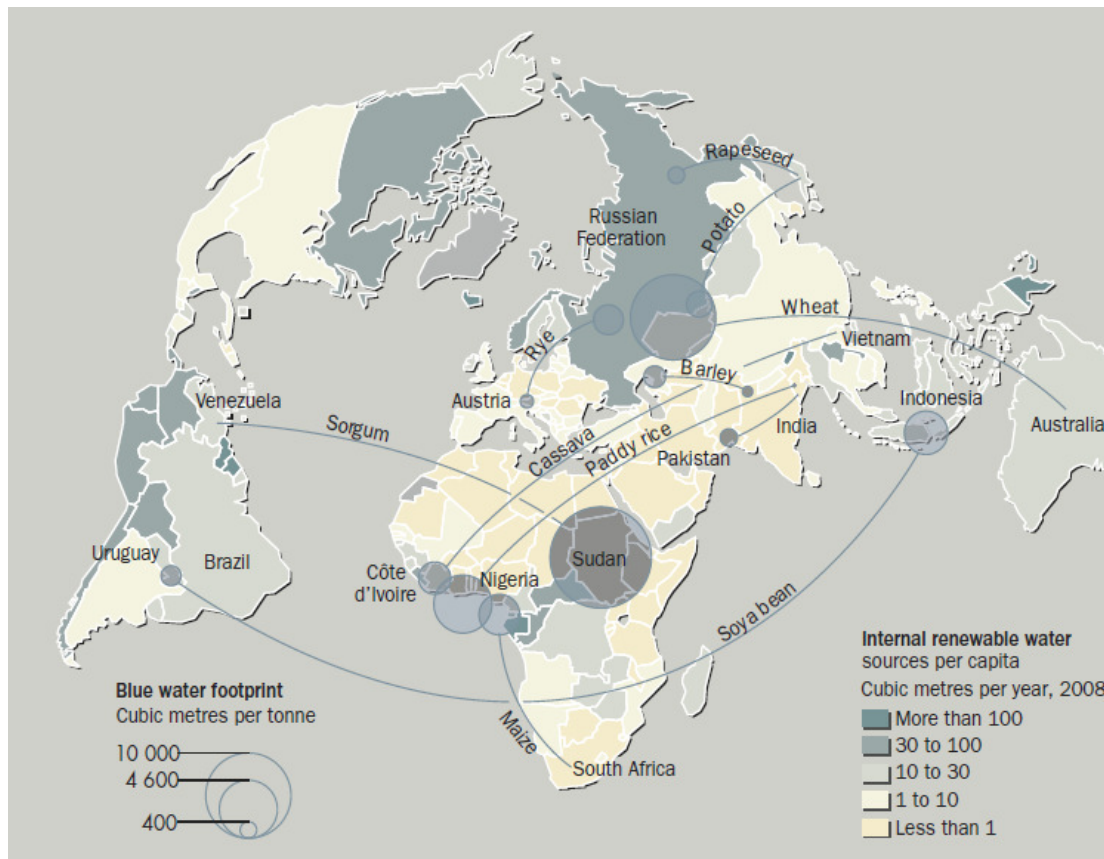 Rapeseed
Russian
Federation
Potato
Wheat
Vietnam
Rye
Barley
Venezuela
Austria
Indonesia
Sorgum
Cassava
Paddy rice
India
Australia
Pakistan
Uruguay
Brazil
Côte
d'Ivoire
Nigeria
Sudan
Soya bean
Maize
South Africa
Blue water footprint
Cubic metres per tonne
10 000
4 600
400
Internal renewable water
sources per capita
Cubic metres per year, 2008
More than 100
30 to 100
10 to 30
1 to 10
Less than 1